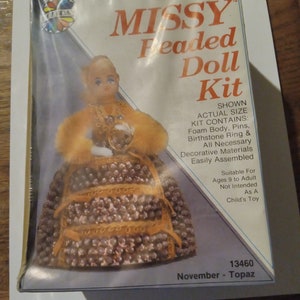 MISSY
Beaded
Doll
Kit
SHOWN
ACTUAL SIZE
KIT CONTAINS:
Foam Body, Pins,
Birthstone Ring &
All Necessary
Decorative Materials
Easily Assembled
Suitable For
Ages 8 to Adult
Not Intended
As A
Child's Toy
13460
November - Topaz